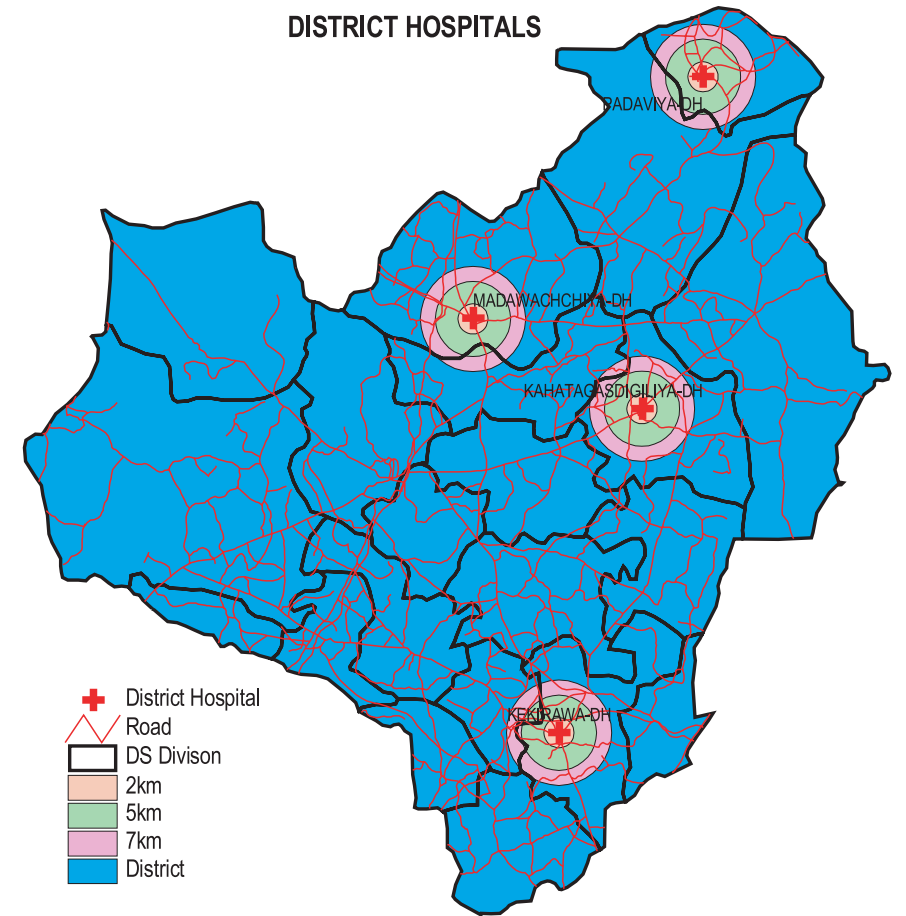 DISTRICT HOSPITALS
PADAVIYA-DH
MADAWACHCHIYA-DH
KAHATAGASDIGILIYA-DH
KEKIRAWA-DH
District Hospital
Road
DS Divison
2km
5km
7km
District